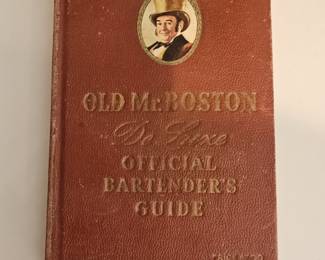 OLD MR. BOSTON
De Luxe
OFFICIAL
BARTENDER'S
GUIDE